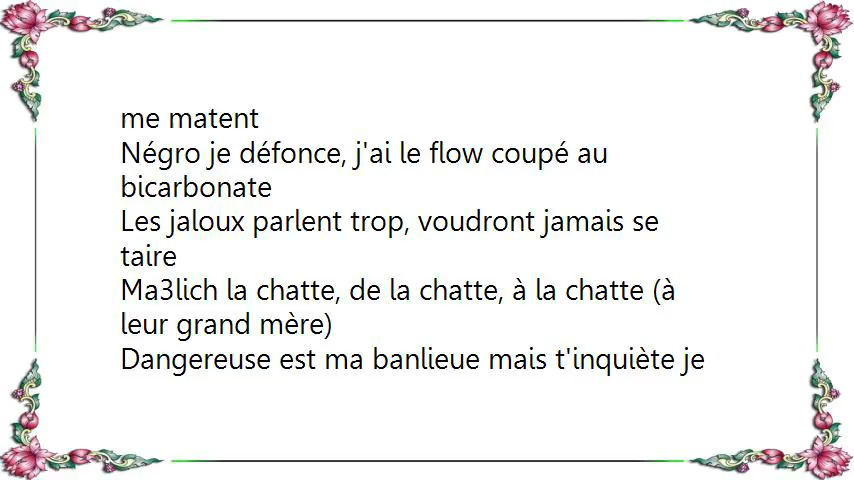 me matent
Négro je défonce, j'ai le flow coupé au
bicarbonate
Les jaloux parlent trop, voudront jamais se
taire
Ma3lich la chatte, de la chatte, à la chatte (à
leur grand mère)
Dangereuse est ma banlieue mais t'inquiète je